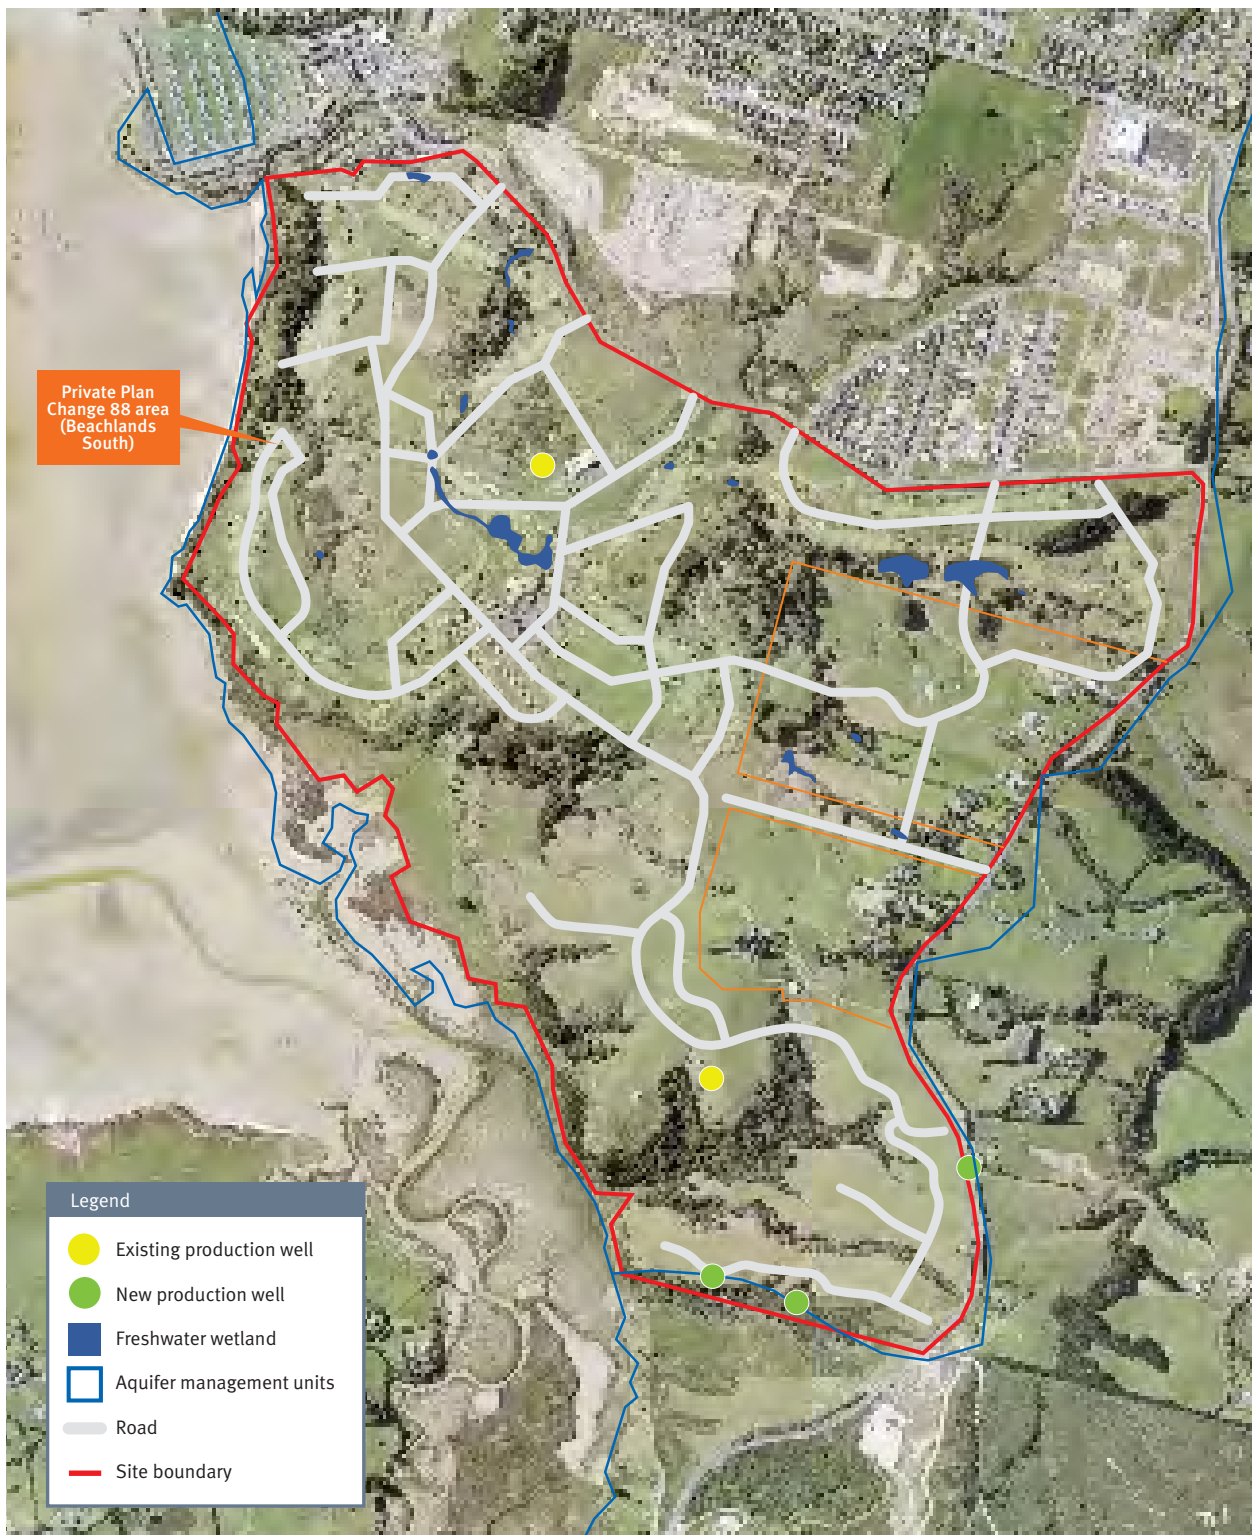 Private Plan
Change 88 area
(Beachlands
South)
Legend
Existing production well
New production well
Freshwater wetland
Aquifer management units
Road
Site boundary